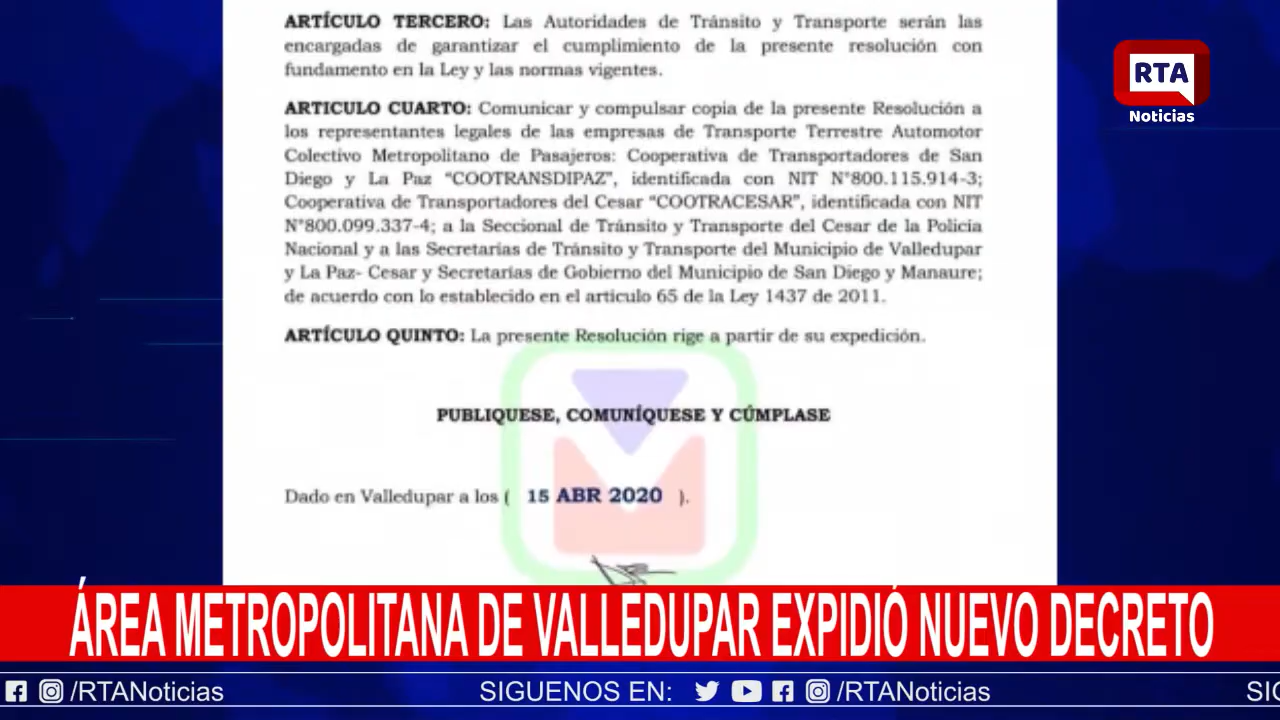 ARTÍCULO TERCERO: Las Autoridades de Tránsito y Transporte serán las
encargadas de garantizar el cumplimiento de la presente resolución con
fundamento en la Ley y las normas vigentes.
RTA
Noticias
ARTICULO CUARTO: Comunicar y compulsar copia de la presente Resolución a
los representantes legales de las empresas de Transporte Terrestre Automotor
Colectivo Metropolitano de Pasajeros: Cooperativa de Transportadores de San
Diego y La Paz “COOTRANSDIPAZ”, identificada con NIT N°800.115.914-3;
Cooperativa de Transportadores del Cesar “COOTRACESAR”, identificada con NIT
N°800.099.337-4; a la Seccional de Tránsito y Transporte del Cesar de la Policía
Nacional y a las Secretarías de Tránsito y Transporte del Municipio de Valledupar
y La Paz- Cesar y Secretarías de Gobierno del Municipio de San Diego y Manaure;
de acuerdo con lo establecido en el artículo 65 de la Ley 1437 de 2011.
ARTÍCULO QUINTO: La presente Resolución rige a partir de su expedición.
PUBLIQUESE, COMUNÍQUESE Y CÚMPLASE
Dado en Valledupar a los ( 15 ABR 2020 ).
ÁREA METROPOLITANA DE VALLEDUPAR EXPIDIÓ NUEVO DECRETO
/RTANoticias SIGUENOS EN: /RTANoticias SIG